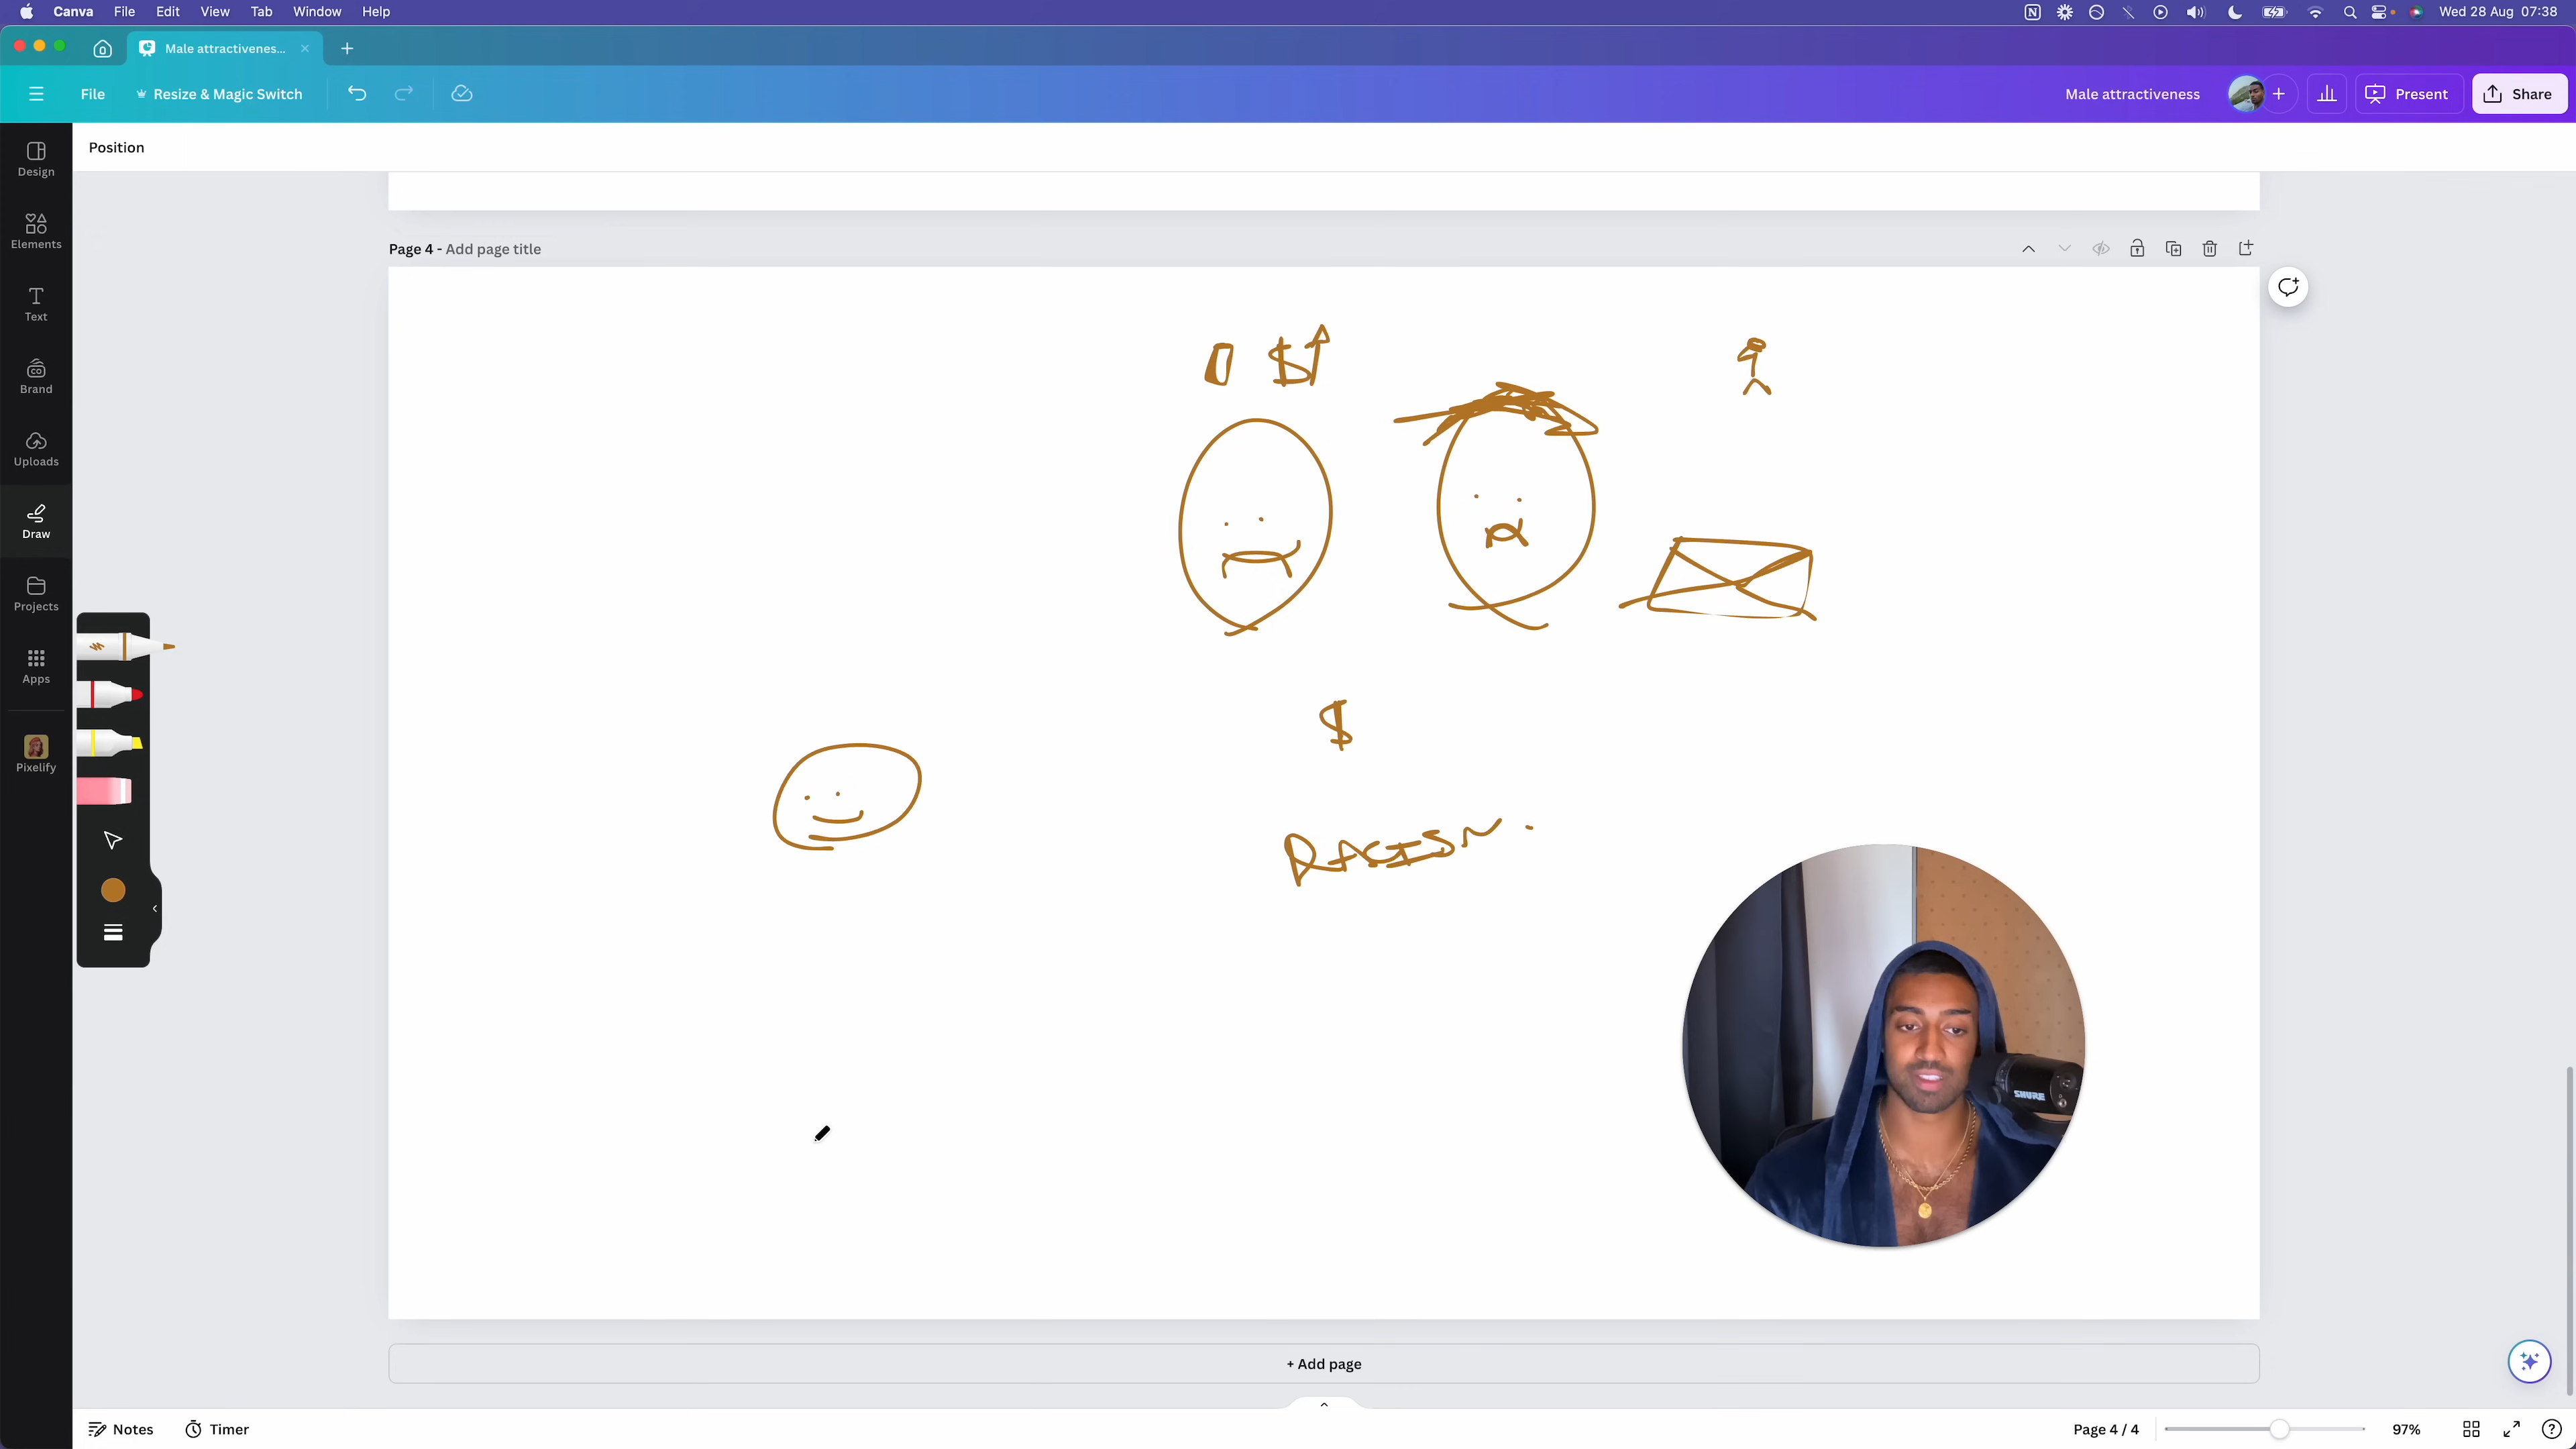 Canva File Edit View Tab Window Help
Wed 28 Aug 07:38
Male attractivenes...
File Resize & Magic Switch
Male attractiveness
Present
Share
Position
Design
Elements
Text
Brand
Uploads
Draw
Projects
Apps
Pixelify
Page 4 - Add page title
$
$
RACISM.
SHURE
+ Add page
Notes Timer
Page 4 / 4
97%